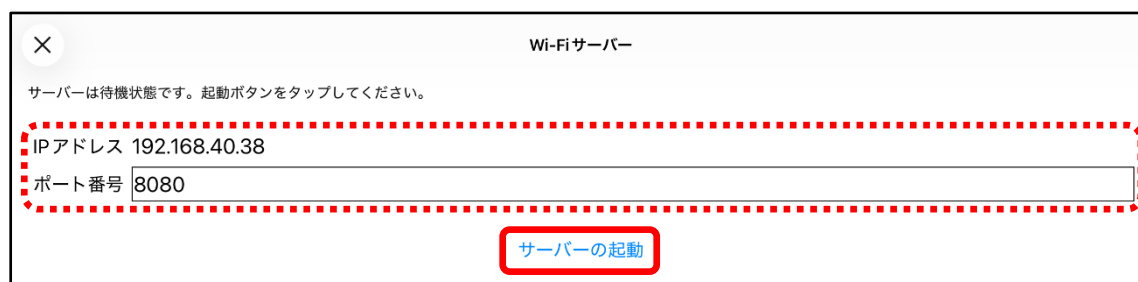 Wi-Fiサーバー
サーバーは待機状態です。起動ボタンをタップしてください。
IPアドレス 192.168.40.38
ポート番号 8080
サーバーの起動